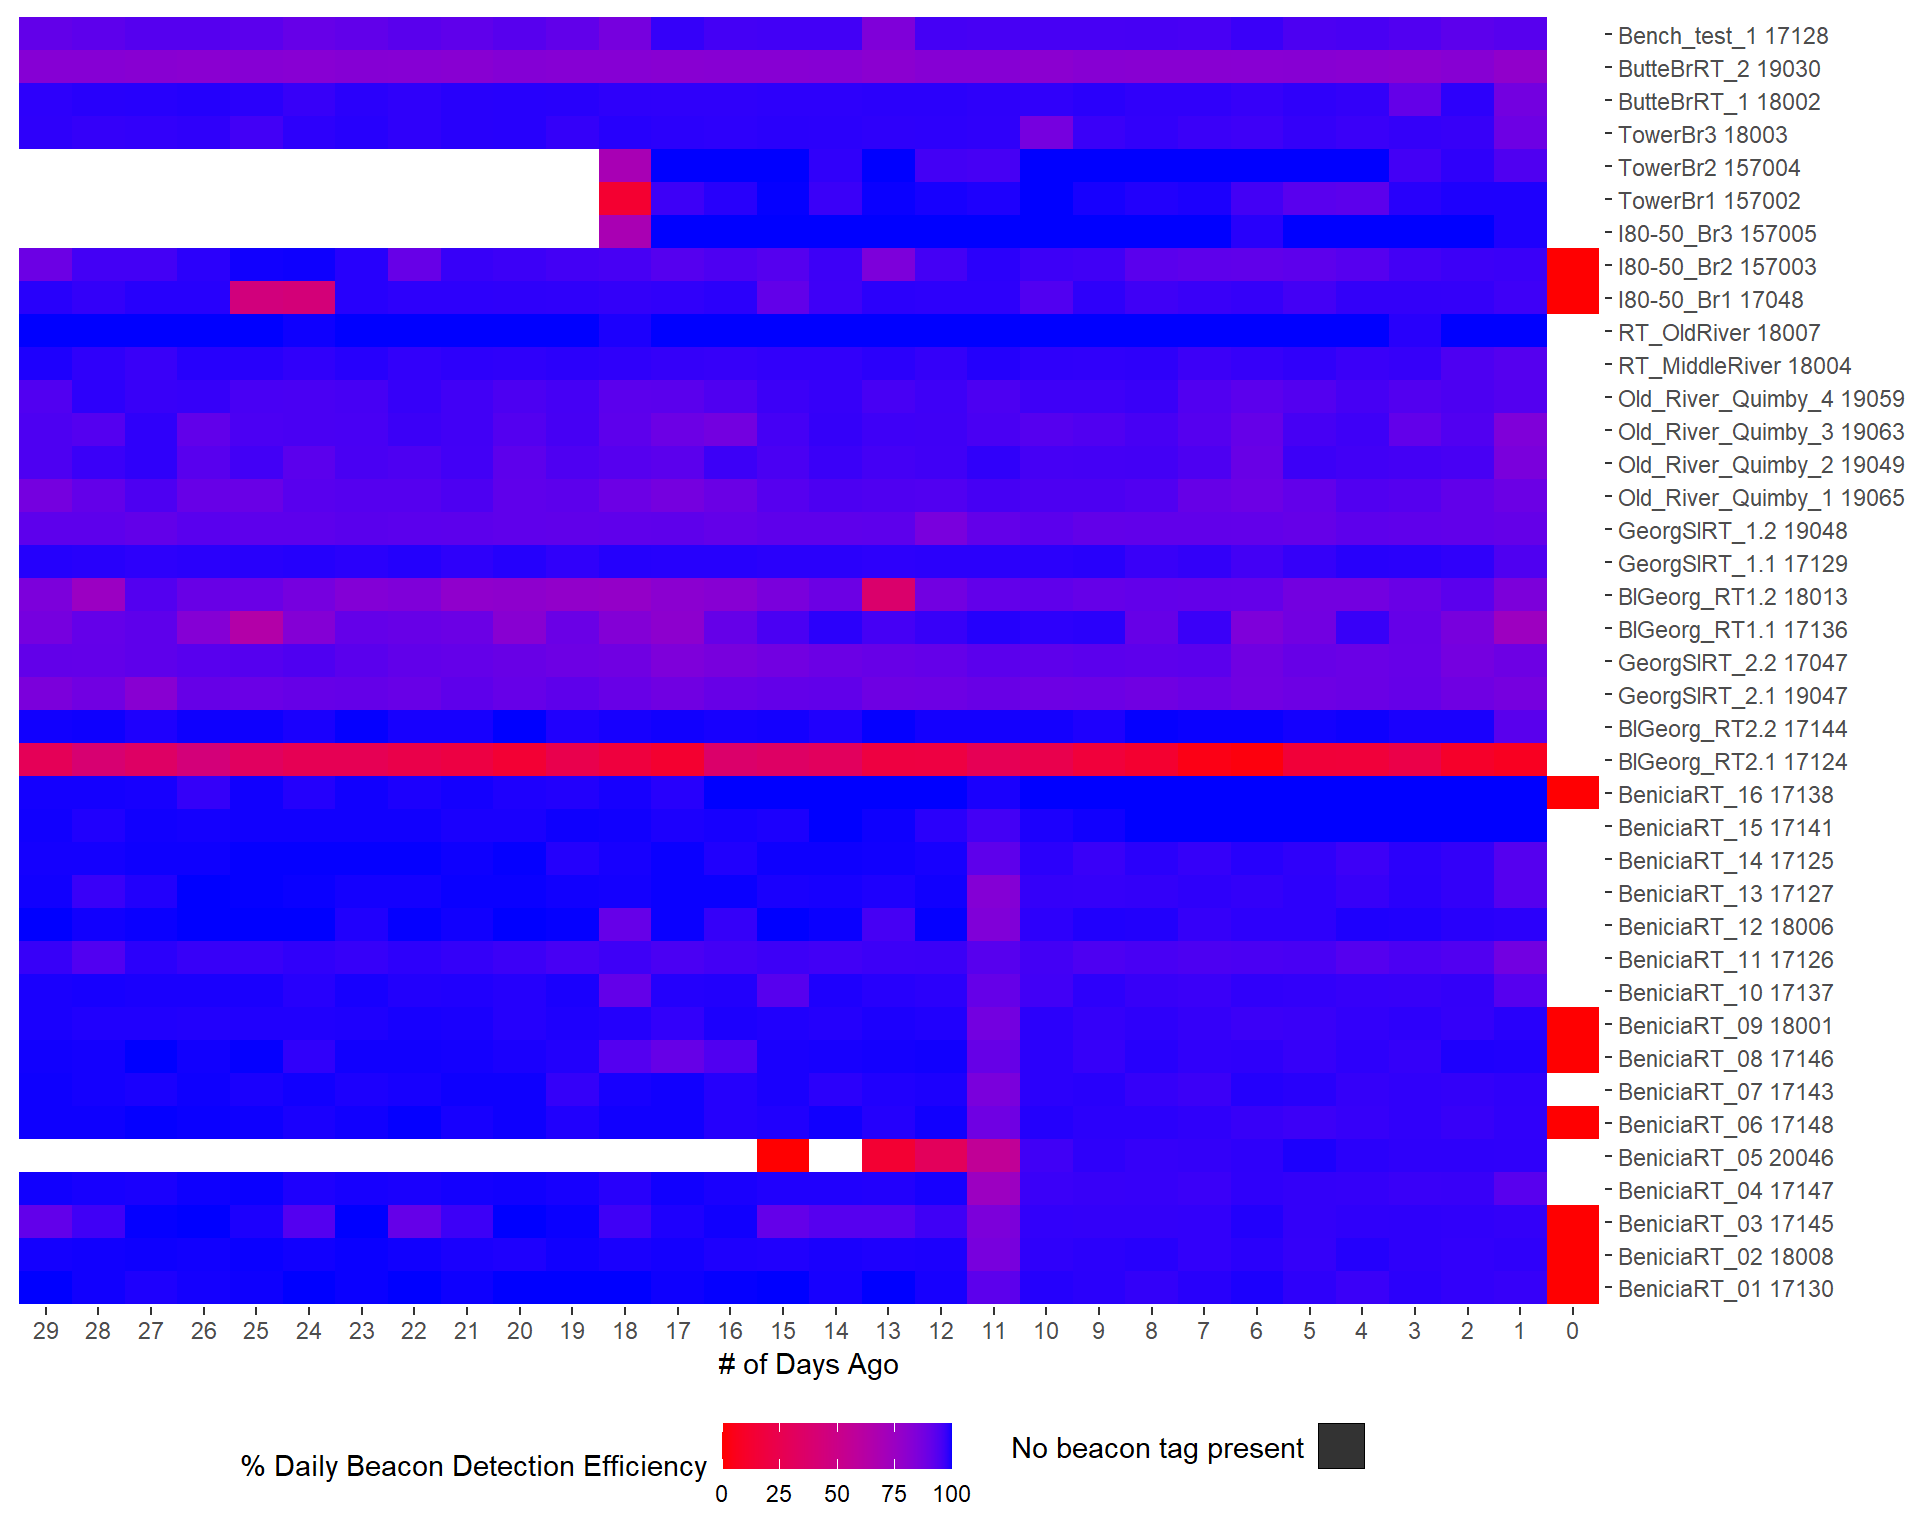 Bench_test_1 17128
ButteBrRT_2 19030
ButteBrRT_1 18002
TowerBr3 18003
TowerBr2 157004
TowerBr1 157002
I80-50_Br3 157005
I80-50_Br2 157003
I80-50_Br1 17048
RT_OldRiver 18007
RT_MiddleRiver 18004
Old_River_Quimby_4 19059
Old_River_Quimby_3 19063
Old_River_Quimby_2 19049
Old_River_Quimby_1 19065
GeorgSlRT_1.2 19048
GeorgSlRT_1.1 17129
BlGeorg_RT1.2 18013
BlGeorg_RT1.1 17136
GeorgSlRT_2.2 17047
GeorgSlRT_2.1 19047
BlGeorg_RT2.2 17144
BlGeorg_RT2.1 17124
BeniciaRT_16 17138
BeniciaRT_15 17141
BeniciaRT_14 17125
BeniciaRT_13 17127
BeniciaRT_12 18006
BeniciaRT_11 17126
BeniciaRT_10 17137
BeniciaRT_09 18001
BeniciaRT_08 17146
BeniciaRT_07 17143
BeniciaRT_06 17148
BeniciaRT_05 20046
BeniciaRT_04 17147
BeniciaRT_03 17145
BeniciaRT_02 18008
BeniciaRT_01 17130
29 28 27 26 25 24 23 22 21 20 19 18 17 16 15 14 13 12 11 10 9 8 7 6 5 4 3 2 1 0
# of Days Ago
% Daily Beacon Detection Efficiency
0 25 50 75 100
No beacon tag present